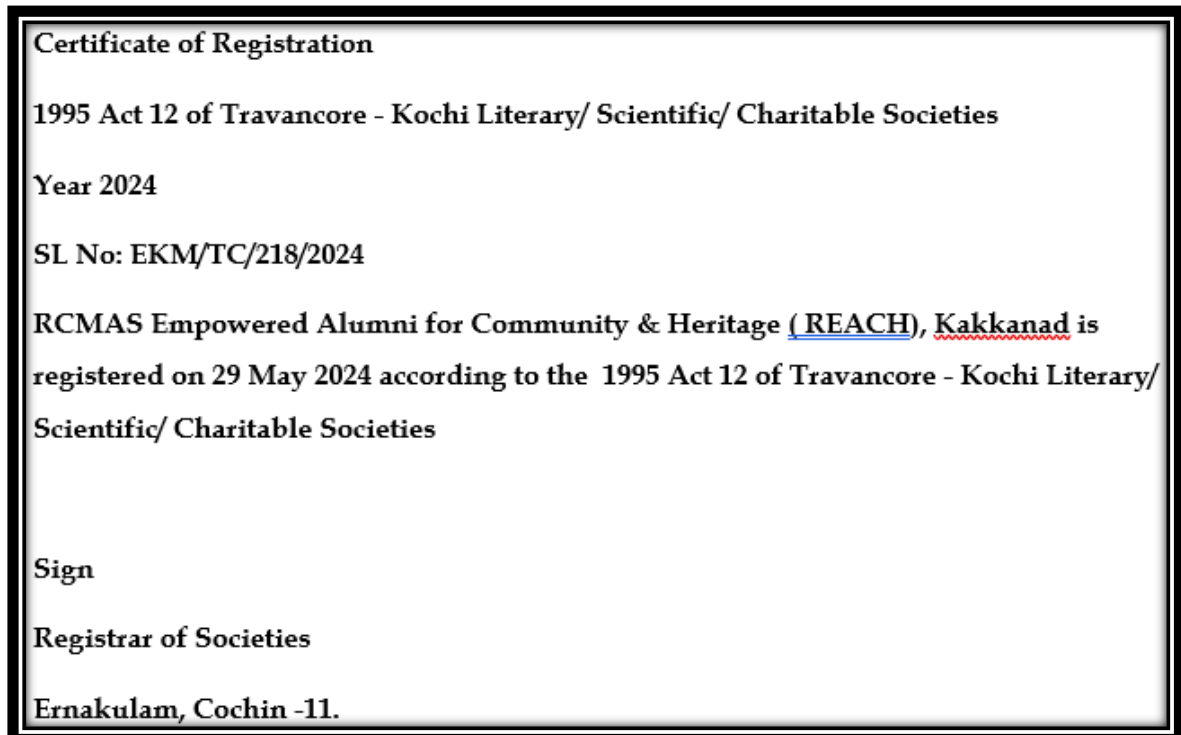 Certificate of Registration
1995 Act 12 of Travancore - Kochi Literary/ Scientific/ Charitable Societies
Year 2024
SL No: EKM/TC/218/2024
RCMAS Empowered Alumni for Community & Heritage ( REACH), Kakkanad is
registered on 29 May 2024 according to the  1995 Act 12 of Travancore - Kochi Literary/
Scientific/ Charitable Societies
Sign
Registrar of Societies
Ernakulam, Cochin -11.